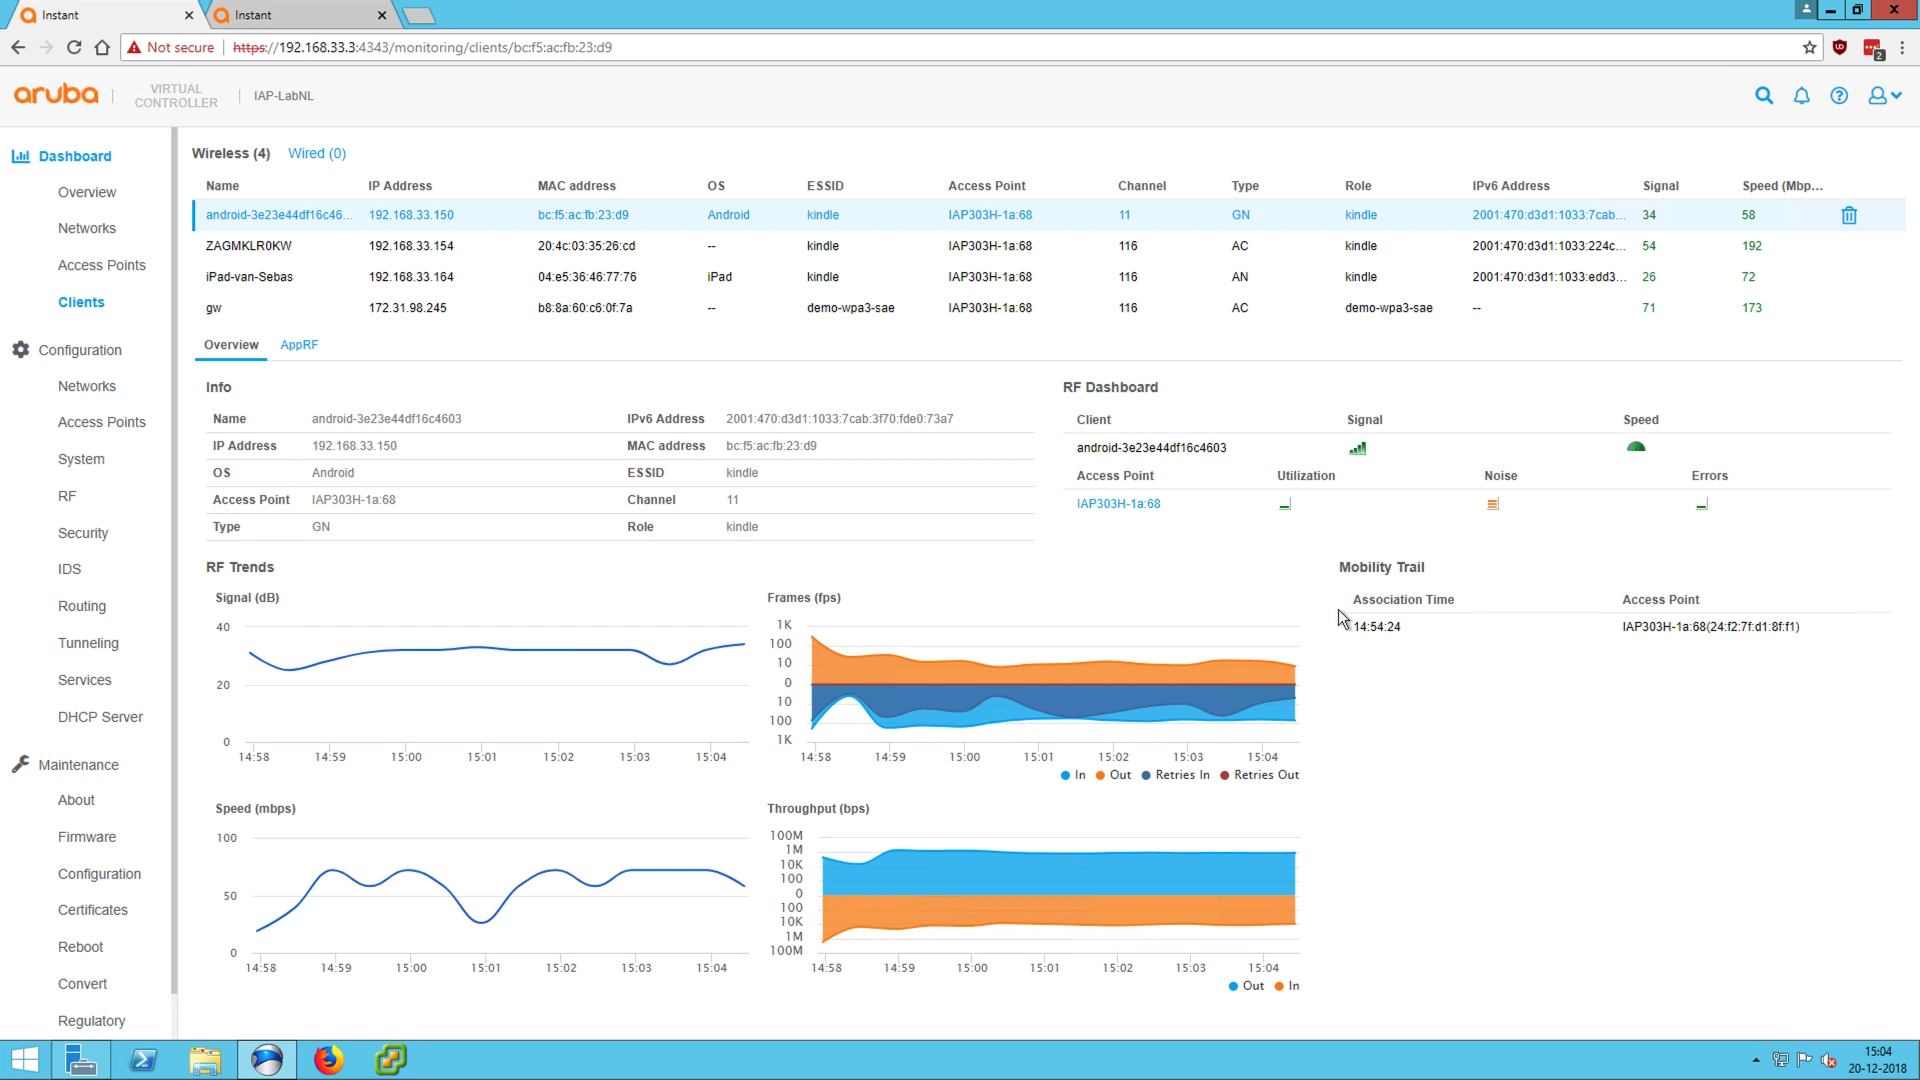 Instant
Instant
Not secure https://192.168.33.3:4343/monitoring/clients/bc:f5:ac:fb:23:d9
2
aruba VIRTUAL CONTROLLER IAP-LabNL
Dashboard
Overview
Networks
Access Points
Clients
Configuration
Networks
Access Points
System
RF
Security
IDS
Routing
Tunneling
Services
DHCP Server
Maintenance
About
Firmware
Configuration
Certificates
Reboot
Convert
Regulatory
Wireless (4) Wired (0)
Name IP Address MAC address OS ESSID Access Point Channel Type Role IPv6 Address Signal Speed (Mbp...
android-3e23e44df16c46... 192.168.33.150 bc:f5:ac:fb:23:d9 Android kindle IAP303H-1a:68 11 GN kindle 2001:470:d3d1:1033:7cab... 34 58
ZAGMKLR0KW 192.168.33.154 20:4c:03:35:26:cd -- kindle IAP303H-1a:68 116 AC kindle 2001:470:d3d1:1033:224c... 54 192
iPad-van-Sebas 192.168.33.164 04:e5:36:46:77:76 iPad kindle IAP303H-1a:68 116 AN kindle 2001:470:d3d1:1033:edd3... 26 72
gw 172.31.98.245 b8:8a:60:c6:0f:7a -- demo-wpa3-sae IAP303H-1a:68 116 AC demo-wpa3-sae -- 71 173
Overview AppRF
Info
Name android-3e23e44df16c4603 IPv6 Address 2001:470:d3d1:1033:7cab:3f70:fde0:73a7
IP Address 192.168.33.150 MAC address bc:f5:ac:fb:23:d9
OS Android ESSID kindle
Access Point IAP303H-1a:68 Channel 11
Type GN Role kindle
RF Dashboard
Client Signal Speed
android-3e23e44df16c4603
Access Point Utilization Noise Errors
IAP303H-1a:68
RF Trends
Signal (dB)
40
20
0
14:58 14:59 15:00 15:01 15:02 15:03 15:04
Frames (fps)
1K
100
10
0
10
100
1K
14:58 14:59 15:00 15:01 15:02 15:03 15:04
In Out Retries In Retries Out
Speed (mbps)
100
50
0
14:58 14:59 15:00 15:01 15:02 15:03 15:04
Throughput (bps)
100M
1M
10K
100
0
100
10K
1M
100M
14:58 14:59 15:00 15:01 15:02 15:03 15:04
Out In
Mobility Trail
Association Time Access Point
14:54:24 IAP303H-1a:68(24:f2:7f:d1:8f:f1)
15:04
20-12-2018